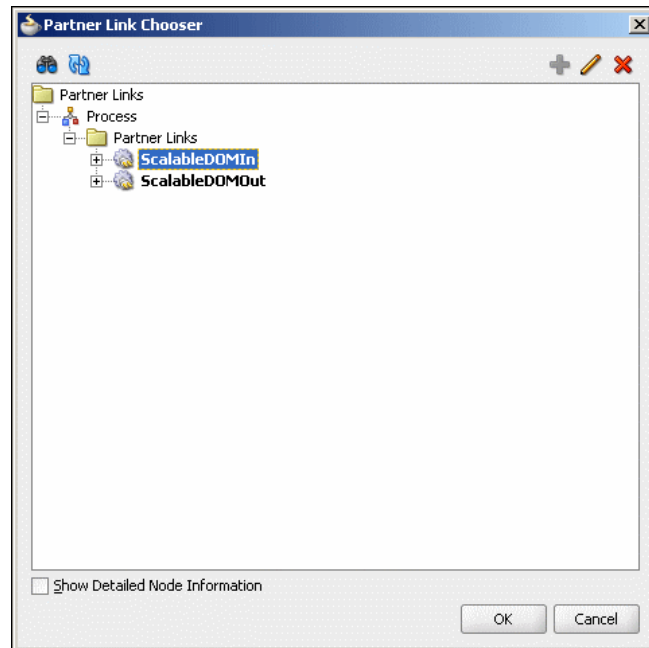 Partner Link Chooser
Partner Links
Process
Partner Links
ScalableDOMIn
ScalableDOMOut
Show Detailed Node Information
OK Cancel